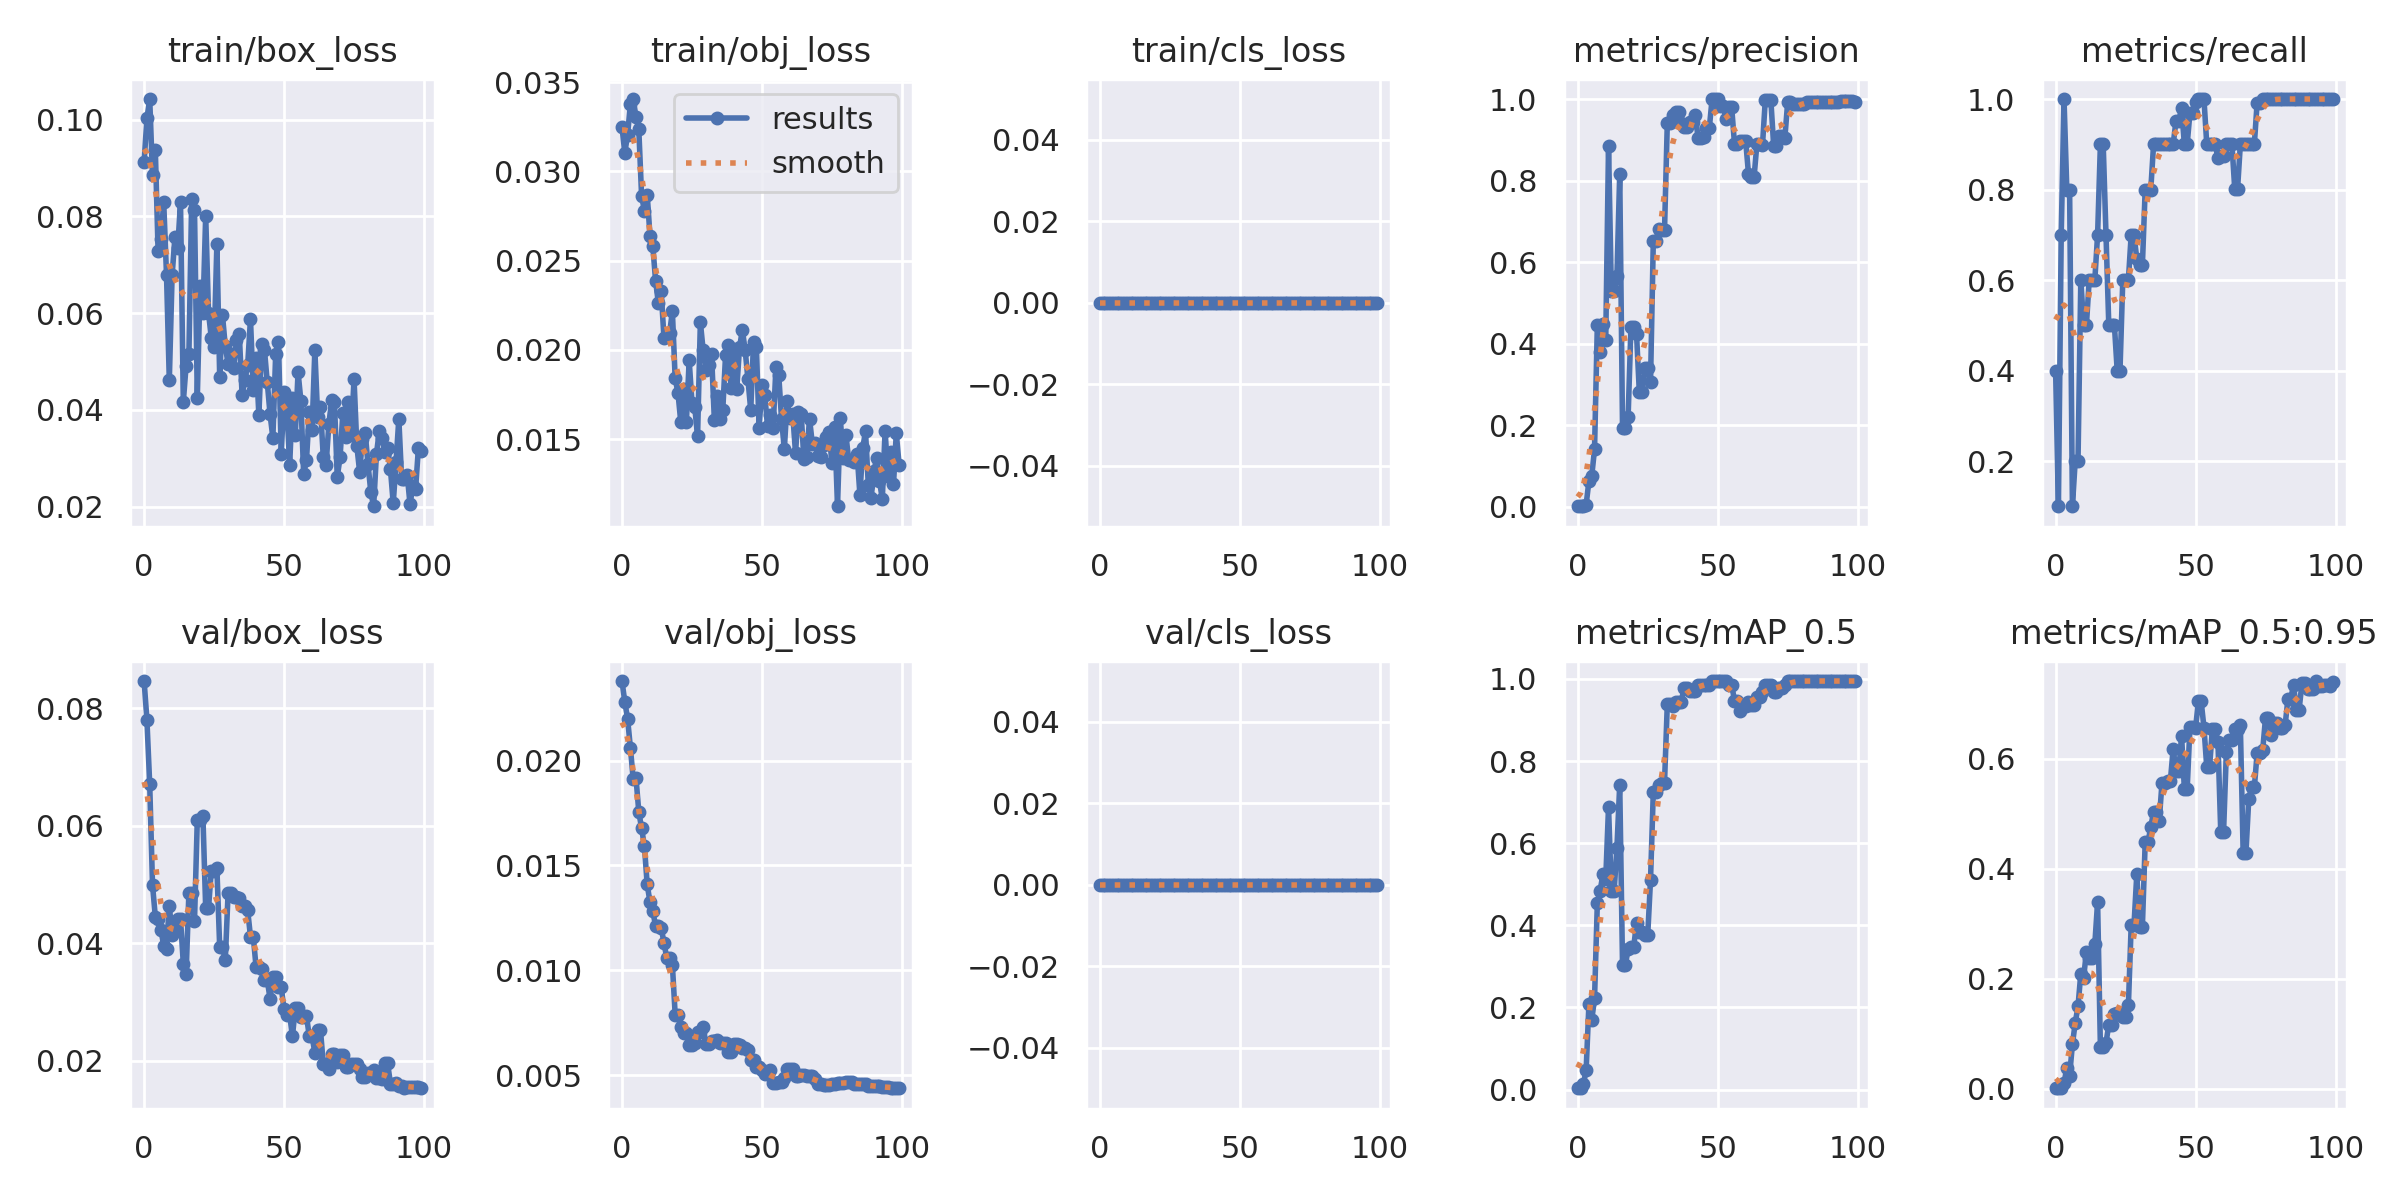 train/box_loss
0.10
0.08
0.06
0.04
0.02
0 50 100
train/obj_loss
0.035
0.030
0.025
0.020
0.015
results
smooth
0 50 100
train/cls_loss
0.04
0.02
0.00
−0.02
−0.04
0 50 100
metrics/precision
1.0
0.8
0.6
0.4
0.2
0.0
0 50 100
metrics/recall
1.0
0.8
0.6
0.4
0.2
0 50 100
val/box_loss
0.08
0.06
0.04
0.02
0 50 100
val/obj_loss
0.020
0.015
0.010
0.005
0 50 100
val/cls_loss
0.04
0.02
0.00
−0.02
−0.04
0 50 100
metrics/mAP_0.5
1.0
0.8
0.6
0.4
0.2
0.0
0 50 100
metrics/mAP_0.5:0.95
0.6
0.4
0.2
0.0
0 50 100